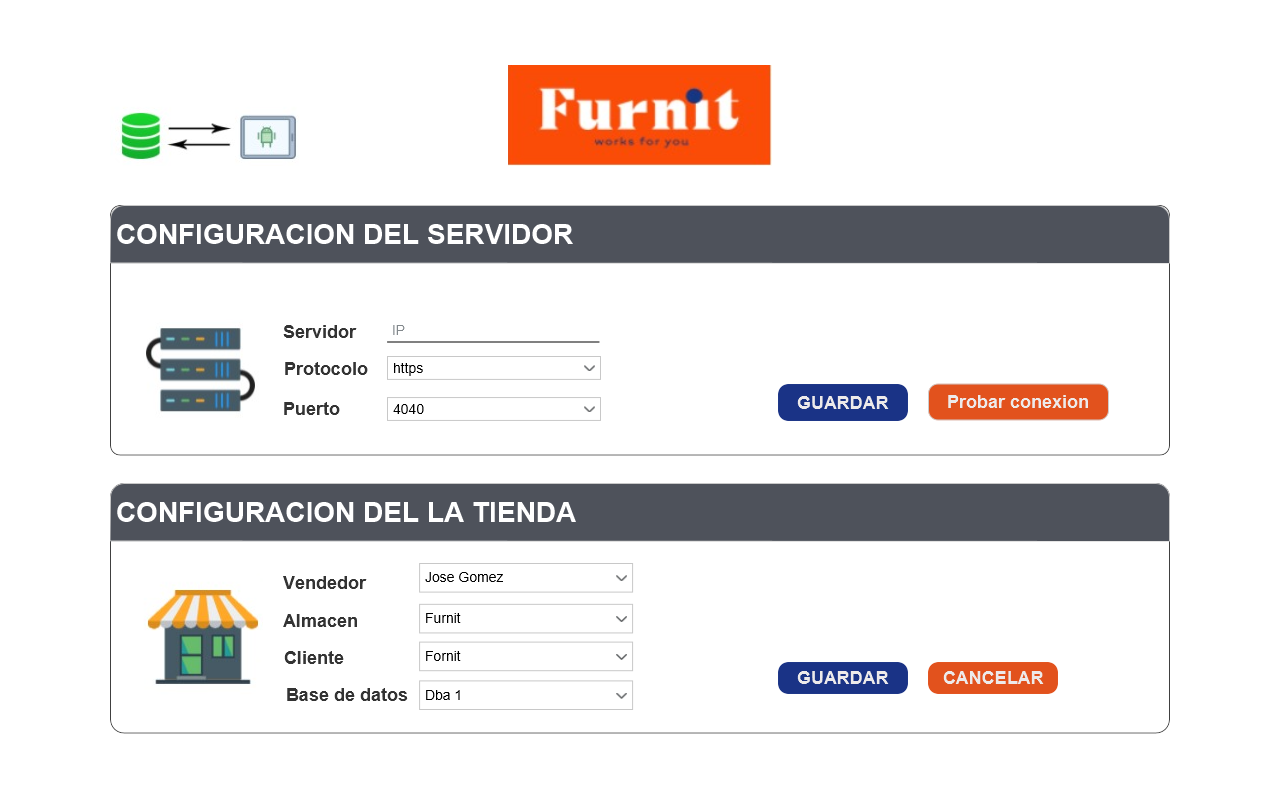 Furnit
works for you
CONFIGURACION DEL SERVIDOR
Servidor IP
Protocolo https
Puerto 4040
GUARDAR Probar conexion
CONFIGURACION DEL LA TIENDA
Vendedor Jose Gomez
Almacen Furnit
Cliente Fornit
Base de datos Dba 1
GUARDAR CANCELAR